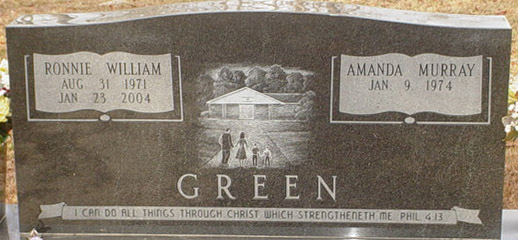 RONNIE WILLIAM
AUG. 31 1971
JAN 23 2004
AMANDA MURRAY
JAN 9 1974
GREEN
I CAN DO ALL THINGS THROUGH CHRIST WHICH STRENGTHENETH ME PHIL 4:13